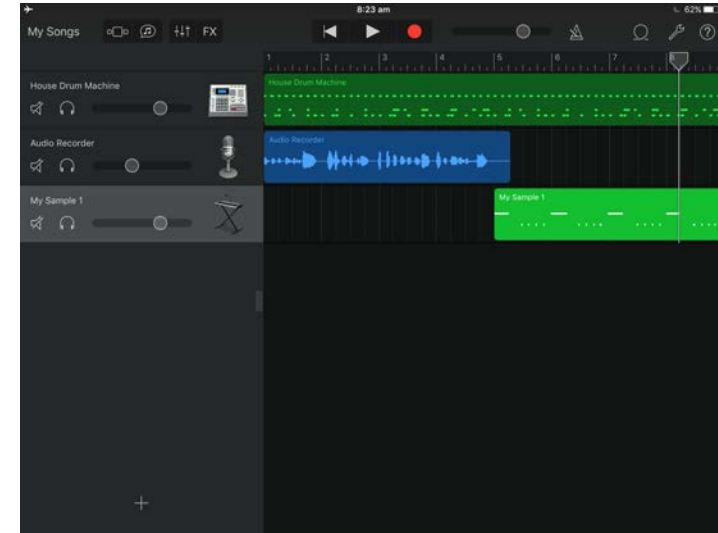 8:23 am
62%
My Songs
FX
1 2 3 4 5 6 7 8
House Drum Machine
House Drum Machine
Audio Recorder
Audio Recorder
My Sample 1
My Sample 1